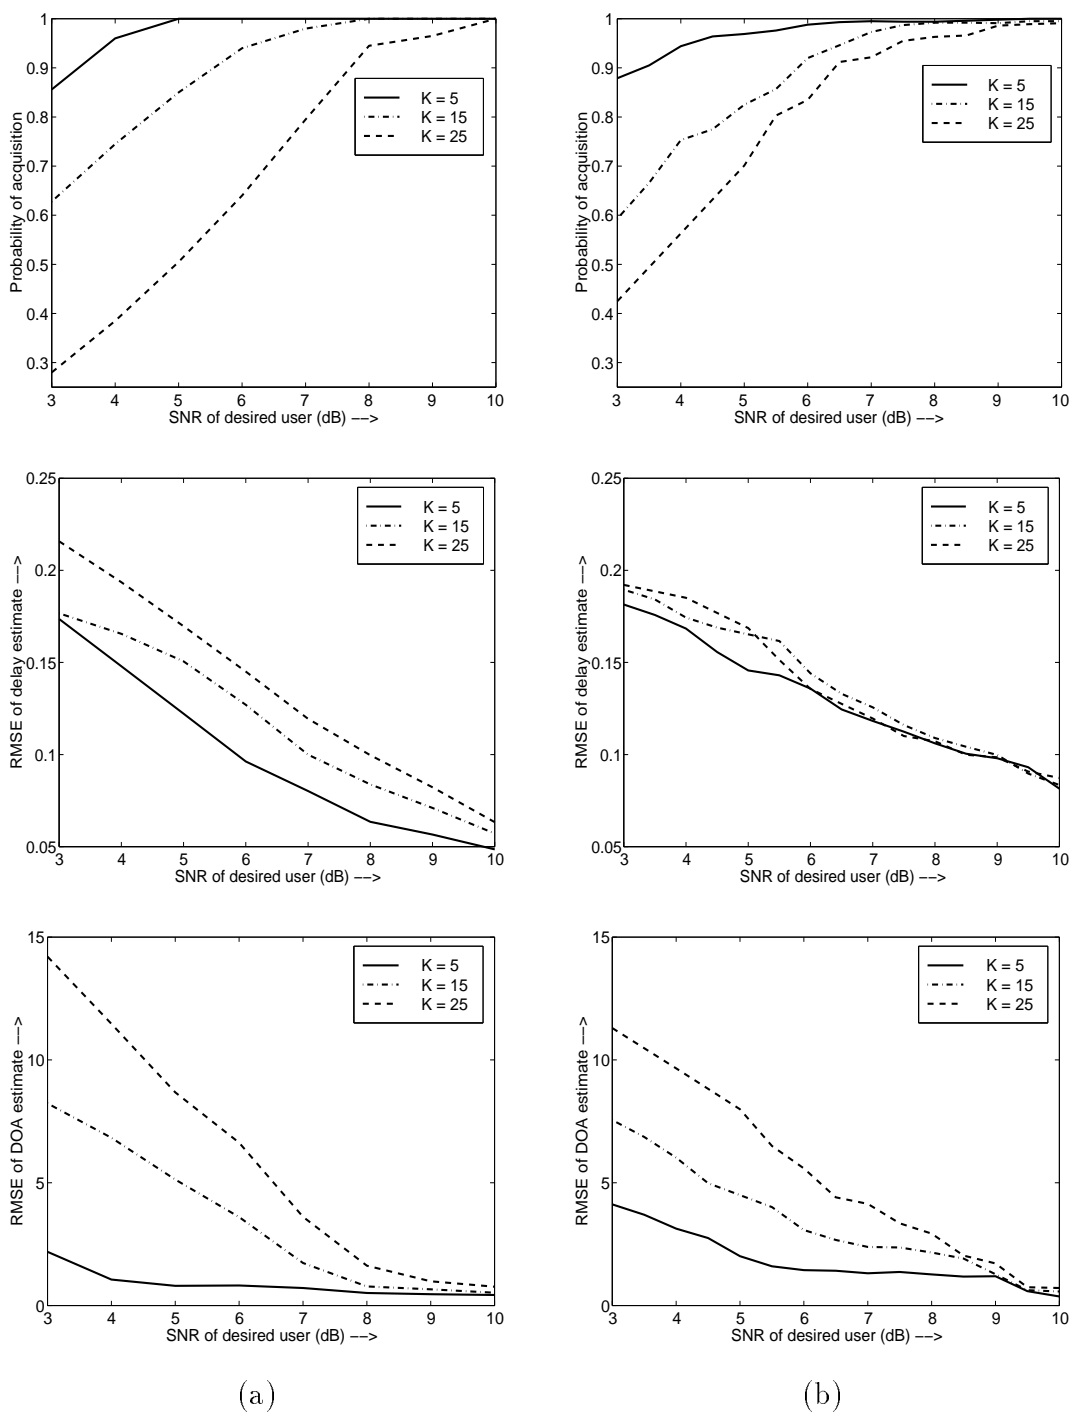 Probability of acquisition
1
0.9
0.8
0.7
0.6
0.5
0.4
0.3
K = 5
K = 15
K = 25
3 4 5 6 7 8 9 10
SNR of desired user (dB) −−>
Probability of acquisition
1
0.9
0.8
0.7
0.6
0.5
0.4
0.3
K = 5
K = 15
K = 25
3 4 5 6 7 8 9 10
SNR of desired user (dB) −−>
RMSE of delay estimate −−>
0.25
0.2
0.15
0.1
0.05
K = 5
K = 15
K = 25
3 4 5 6 7 8 9 10
SNR of desired user (dB) −−>
RMSE of delay estimate −−>
0.25
0.2
0.15
0.1
0.05
K = 5
K = 15
K = 25
3 4 5 6 7 8 9 10
SNR of desired user (dB) −−>
RMSE of DOA estimate −−>
15
10
5
0
K = 5
K = 15
K = 25
3 4 5 6 7 8 9 10
SNR of desired user (dB) −−>
RMSE of DOA estimate −−>
15
10
5
0
K = 5
K = 15
K = 25
3 4 5 6 7 8 9 10
SNR of desired user (dB) −−>
(a)
(b)